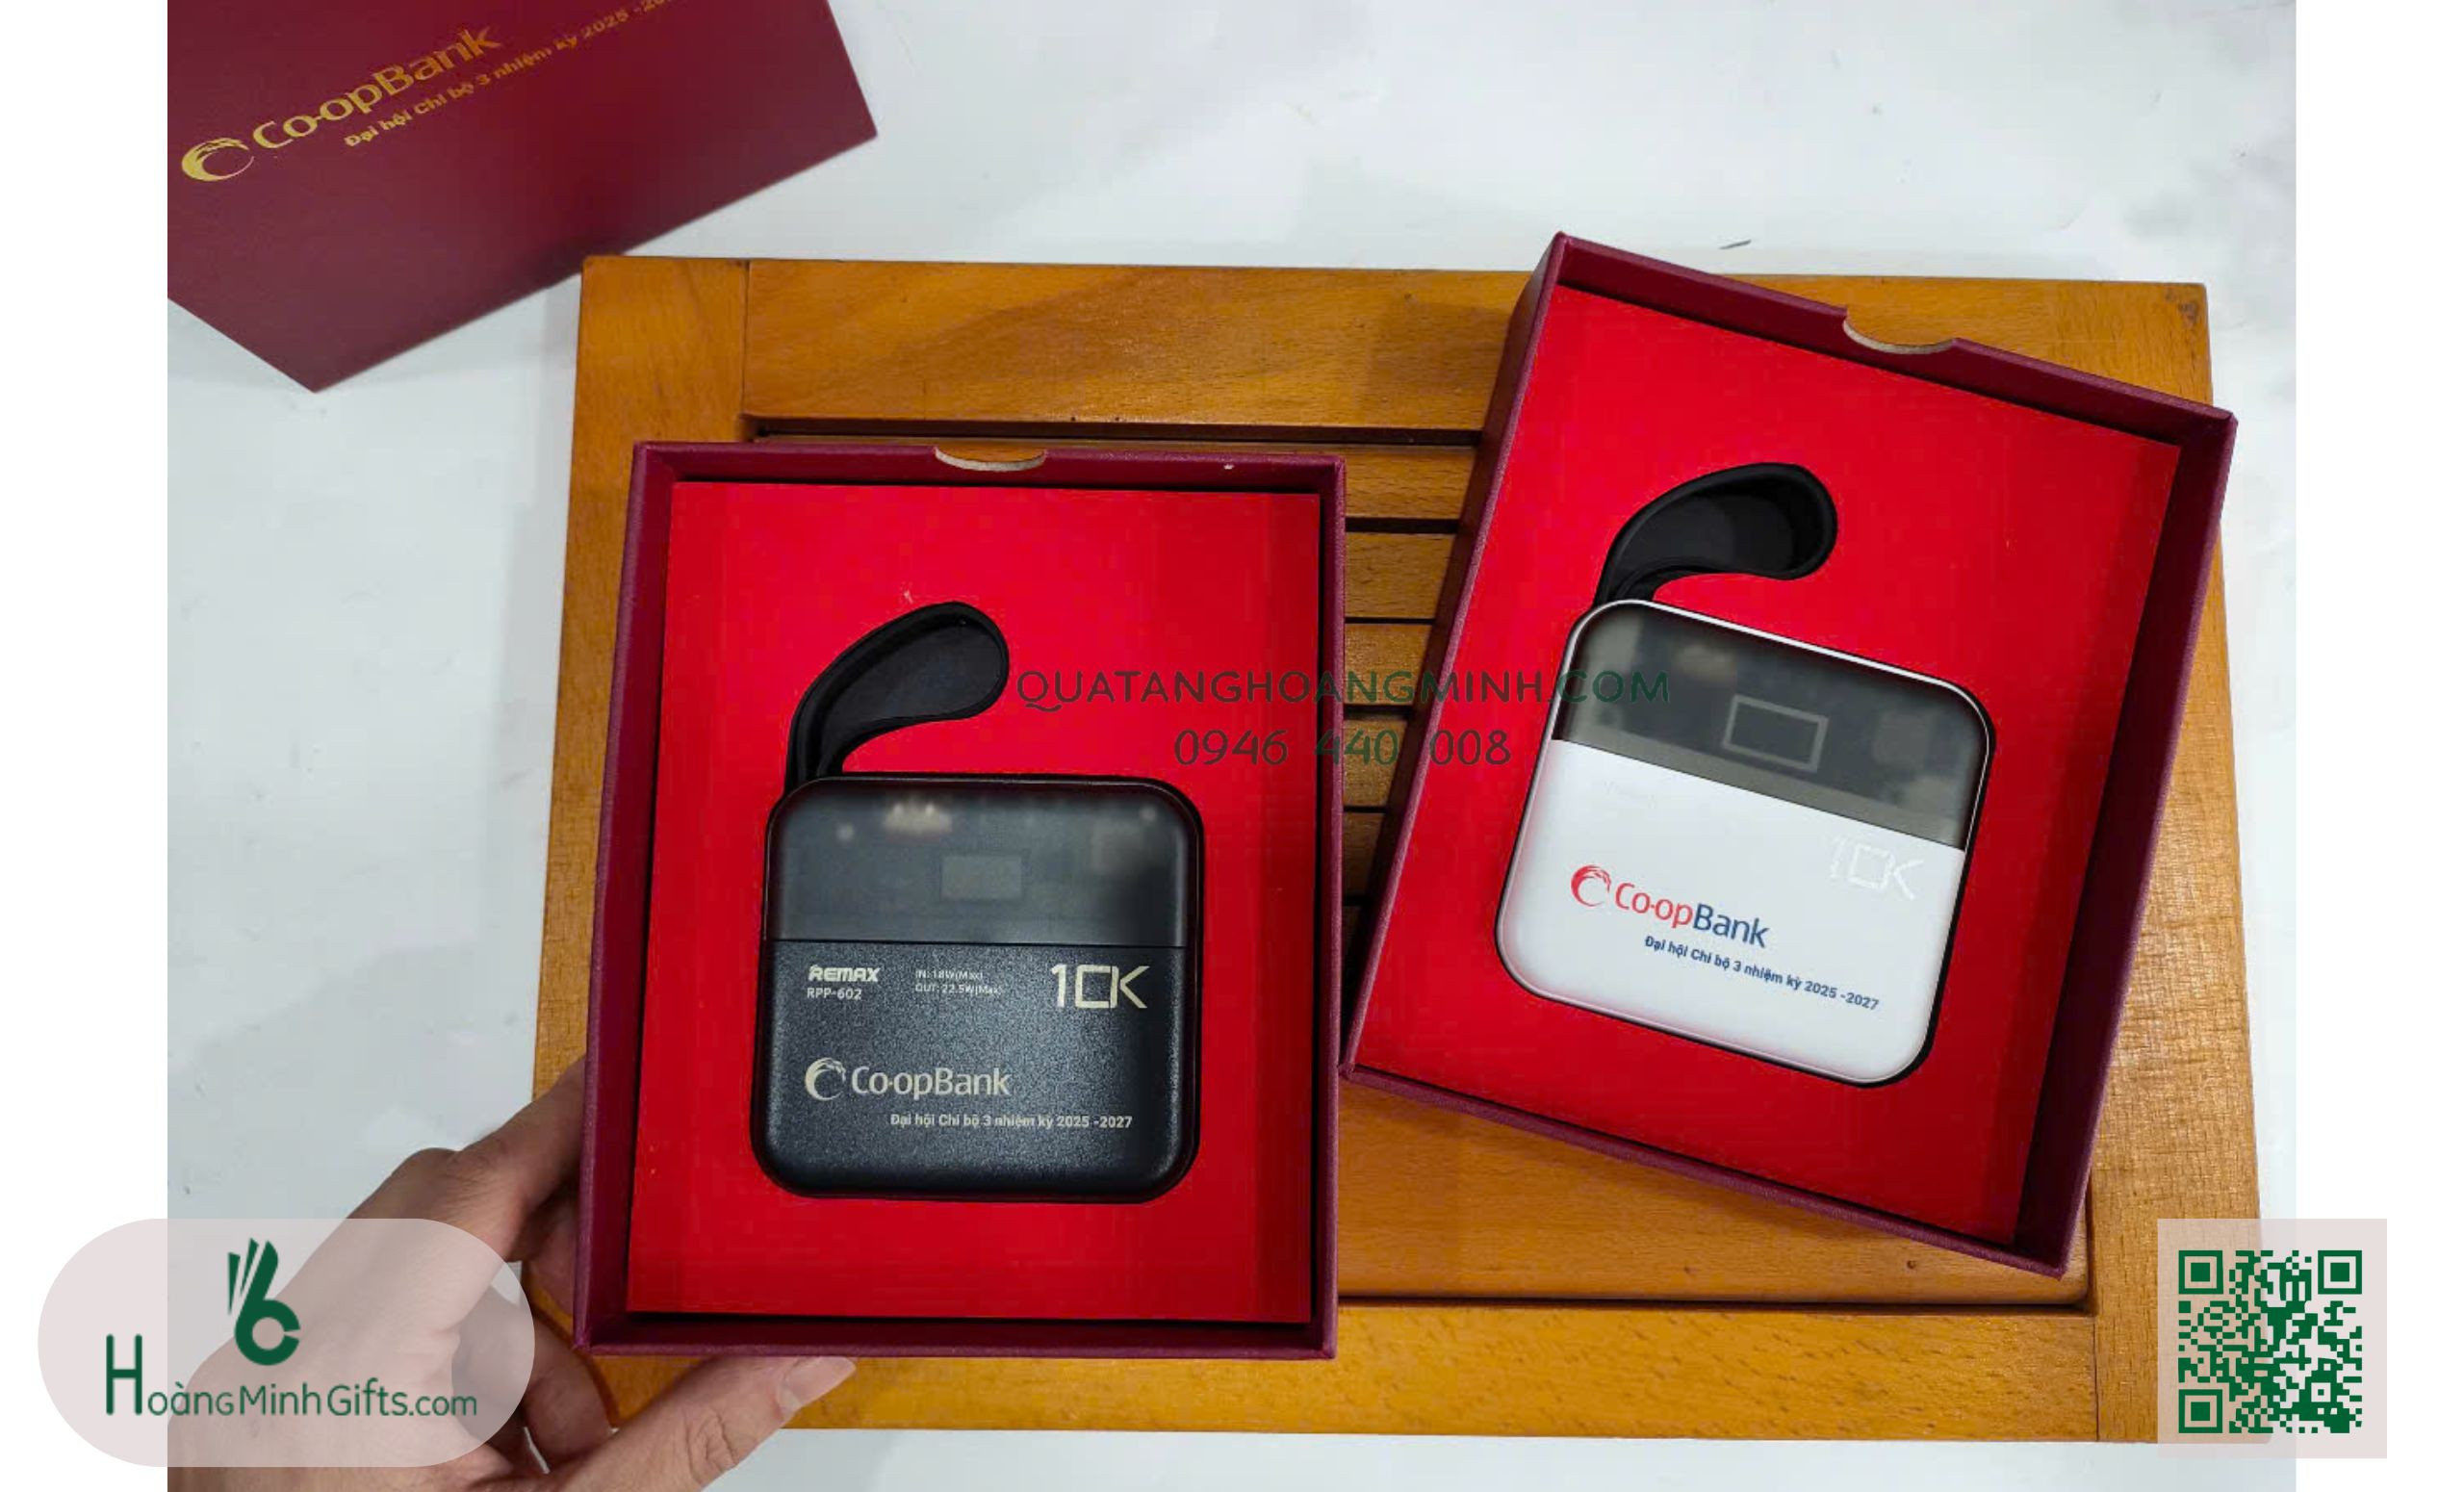 Co-opBank
Đại hội Chi bộ 3 nhiệm kỳ 2025
QUATANGHOANGMINH.COM
0946 440 008
10K
Co-opBank
Đại hội Chi bộ 3 nhiệm kỳ 2025 -2027
REMAX
RPP-602
IN: 18W(Max)
OUT: 22.5W(Max)
10K
Co-opBank
Đại hội Chi bộ 3 nhiệm kỳ 2025 -2027
HoàngMinhGifts.com